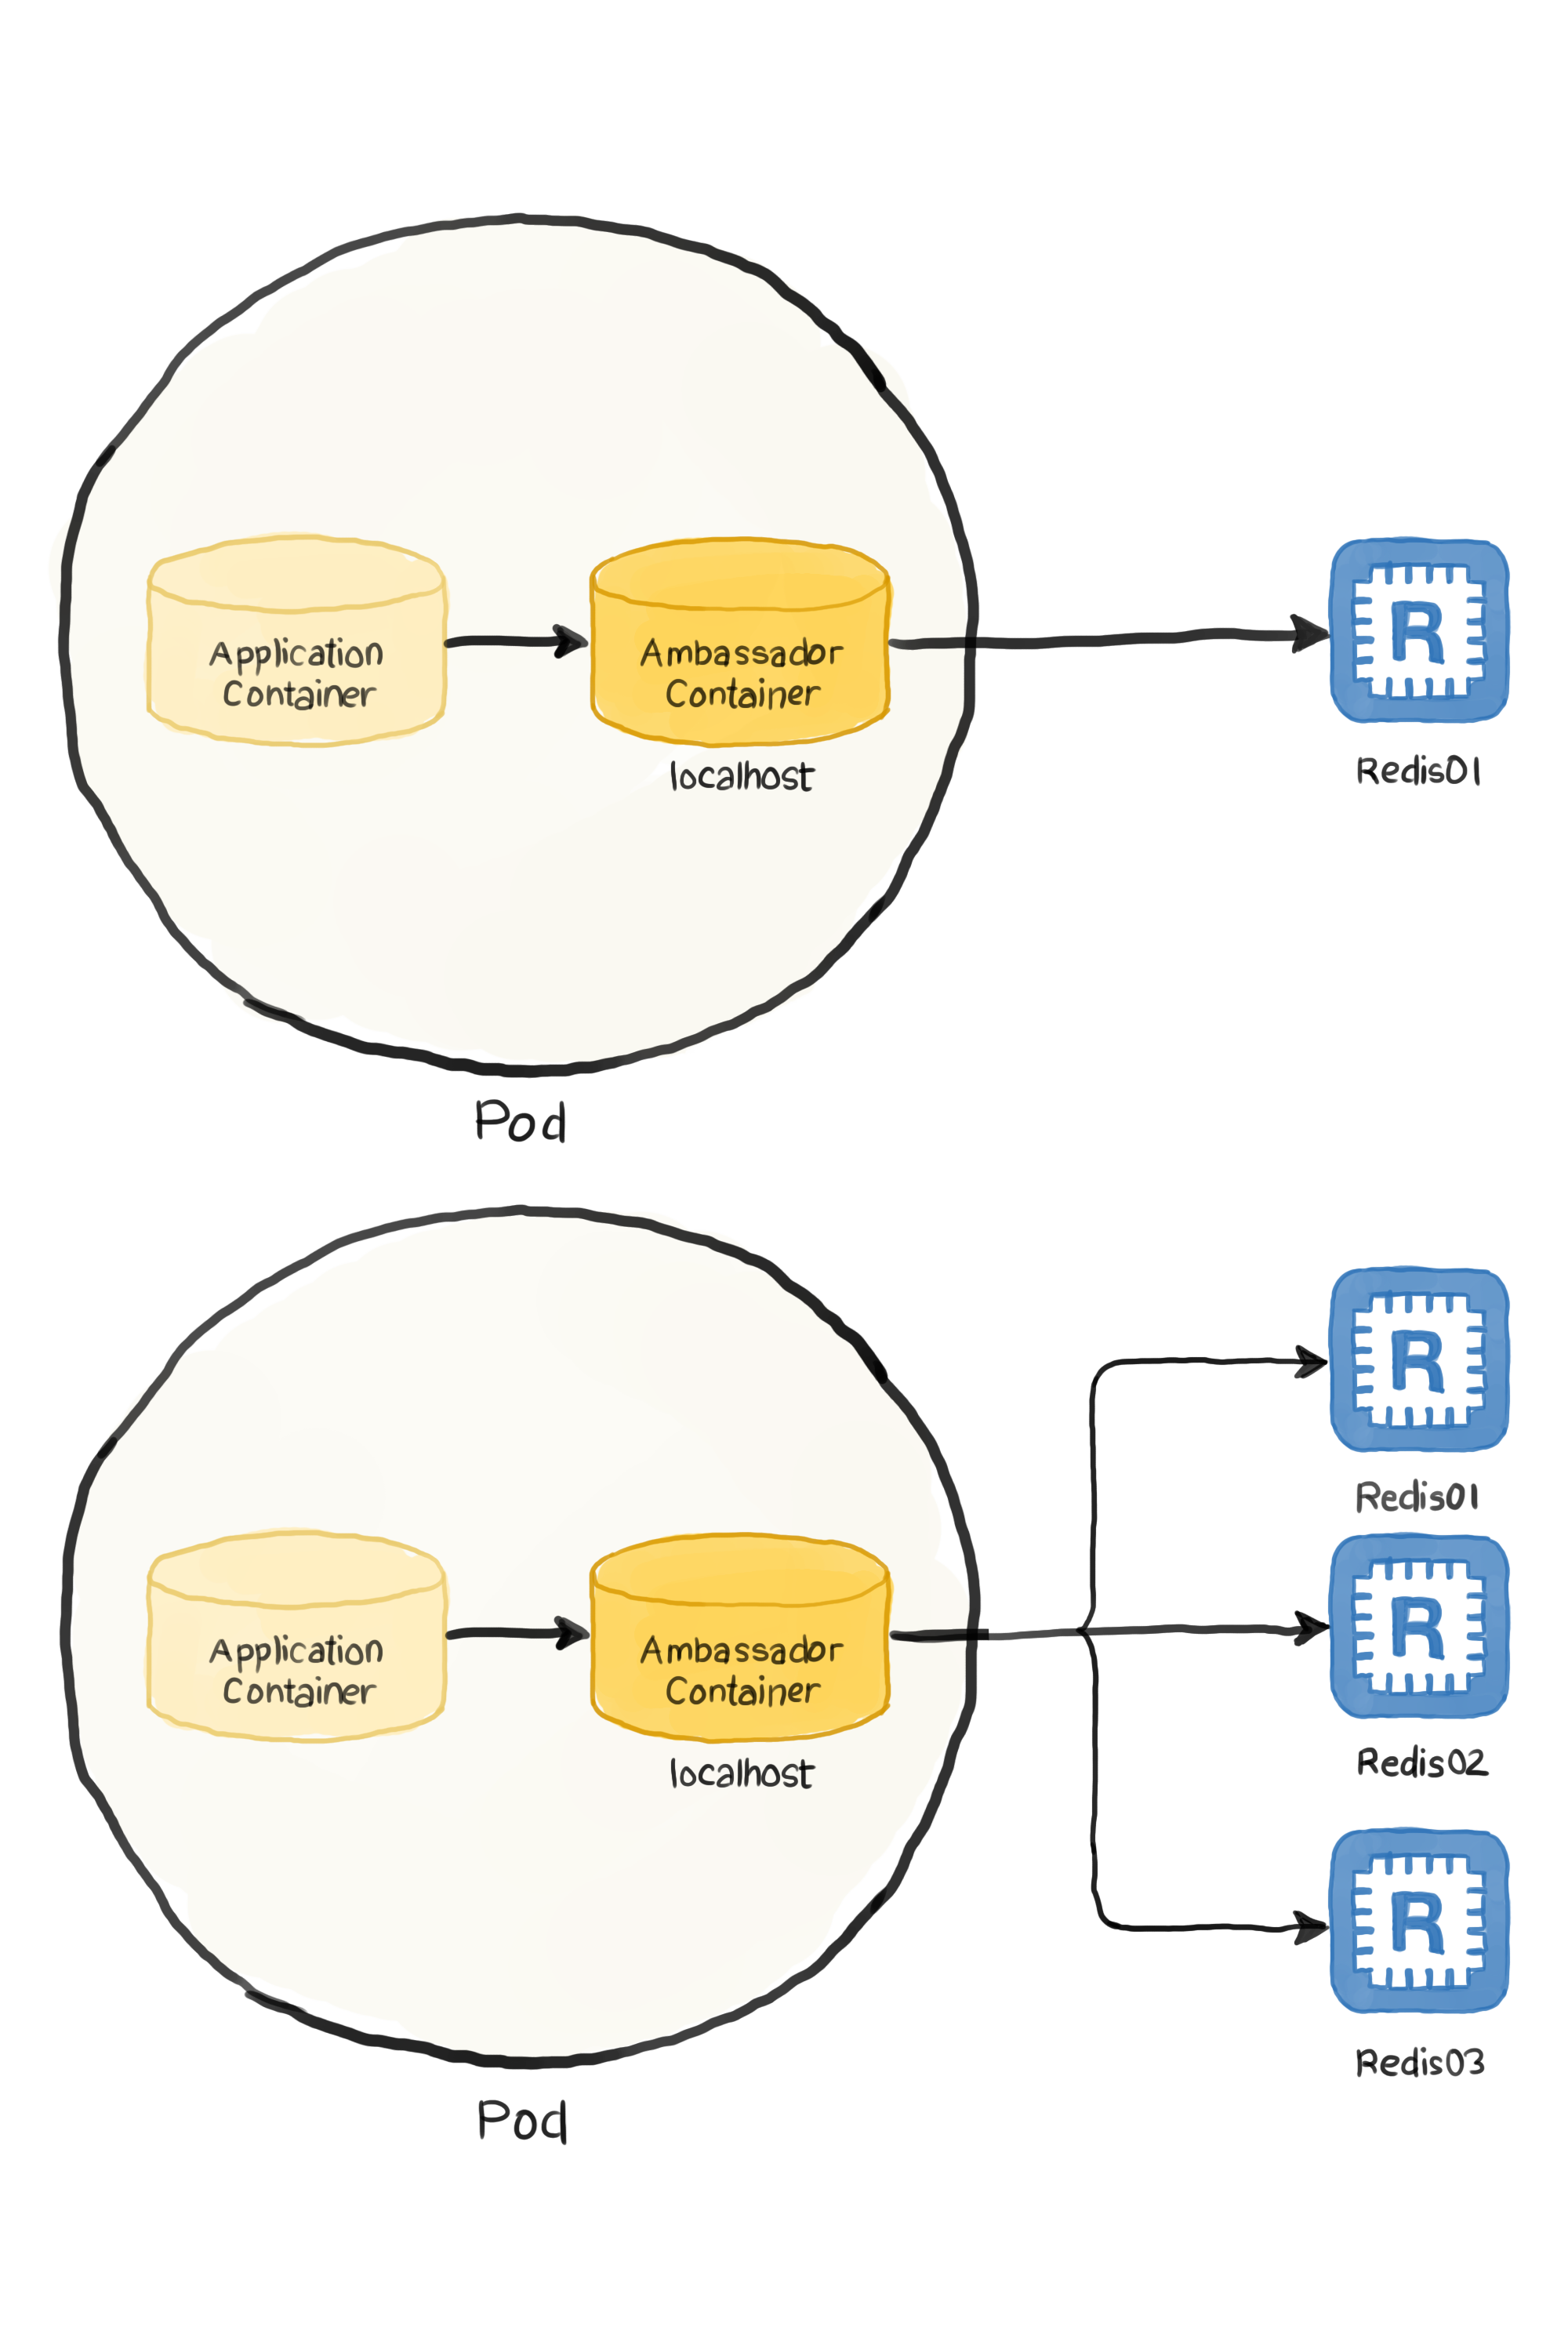 Application
Container
Ambassador
Container
localhost
R
Redis01
Pod
R
Redis01
Application
Container
Ambassador
Container
localhost
R
Redis02
R
Redis03
Pod